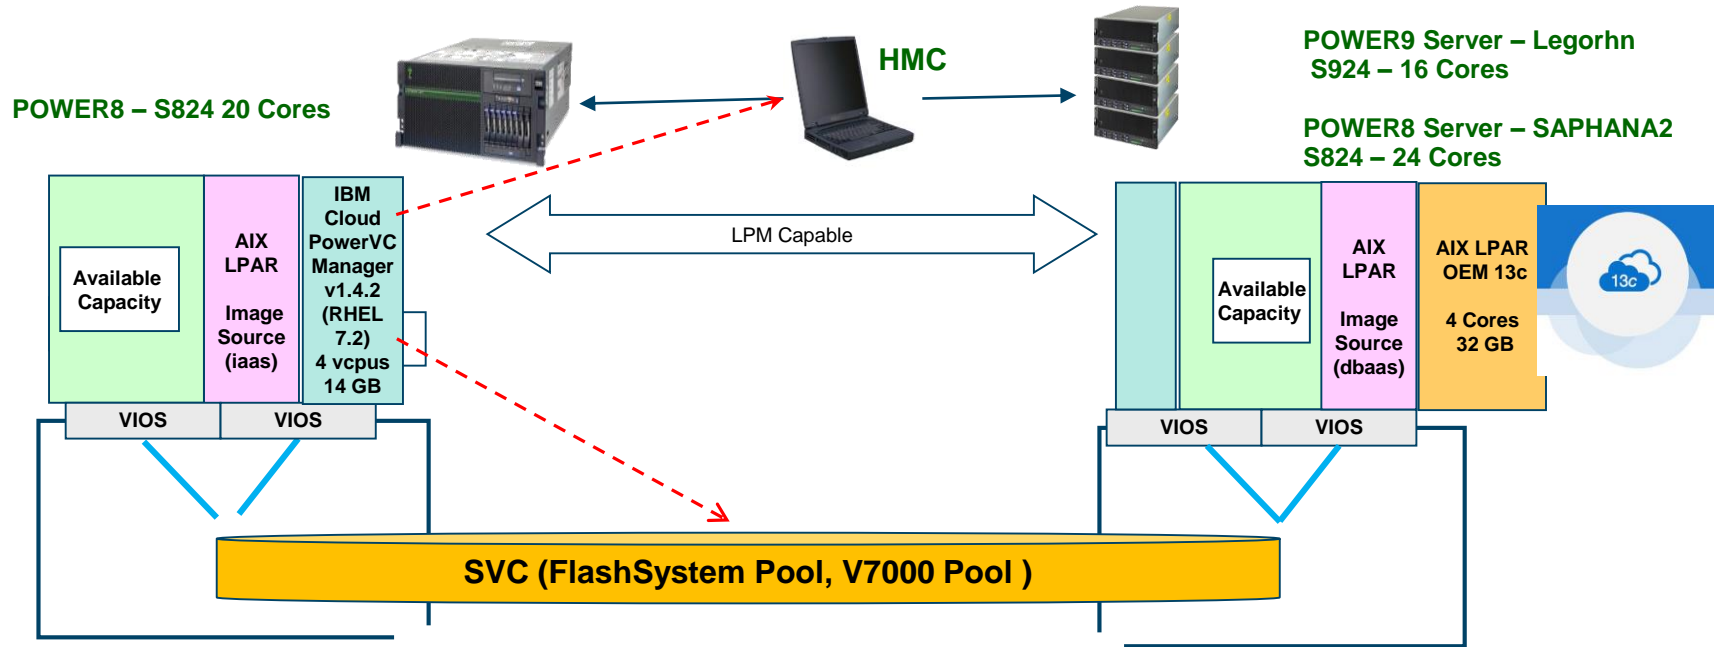 HMC
POWER9 Server – Legorhn
S924 – 16 Cores
POWER8 – S824 20 Cores
POWER8 Server – SAPHANA2
S824 – 24 Cores
Available
Capacity
AIX
LPAR
Image
Source
(iaas)
IBM
Cloud
PowerVC
Manager
v1.4.2
(RHEL
7.2)
4 vcpus
14 GB
LPM Capable
Available
Capacity
AIX
LPAR
Image
Source
(dbaas)
AIX LPAR
OEM 13c
4 Cores
32 GB
13c
VIOS
VIOS
VIOS
VIOS
SVC (FlashSystem Pool, V7000 Pool )